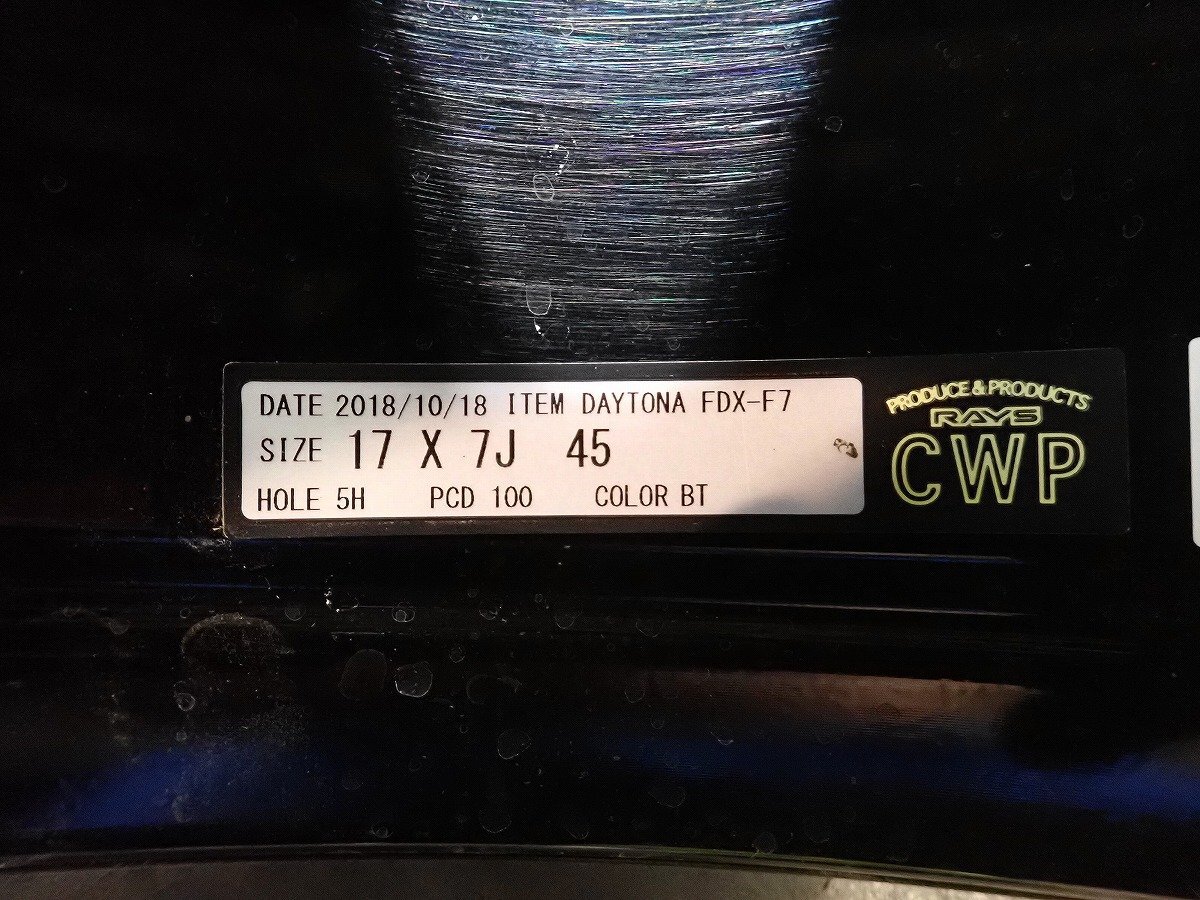 DATE 2018/10/18 ITEM DAYTONA FDX-F7
SIZE 17 X 7J 45
HOLE 5H PCD 100 COLOR BT
PRODUCE & PRODUCTS
RAYS
CWP